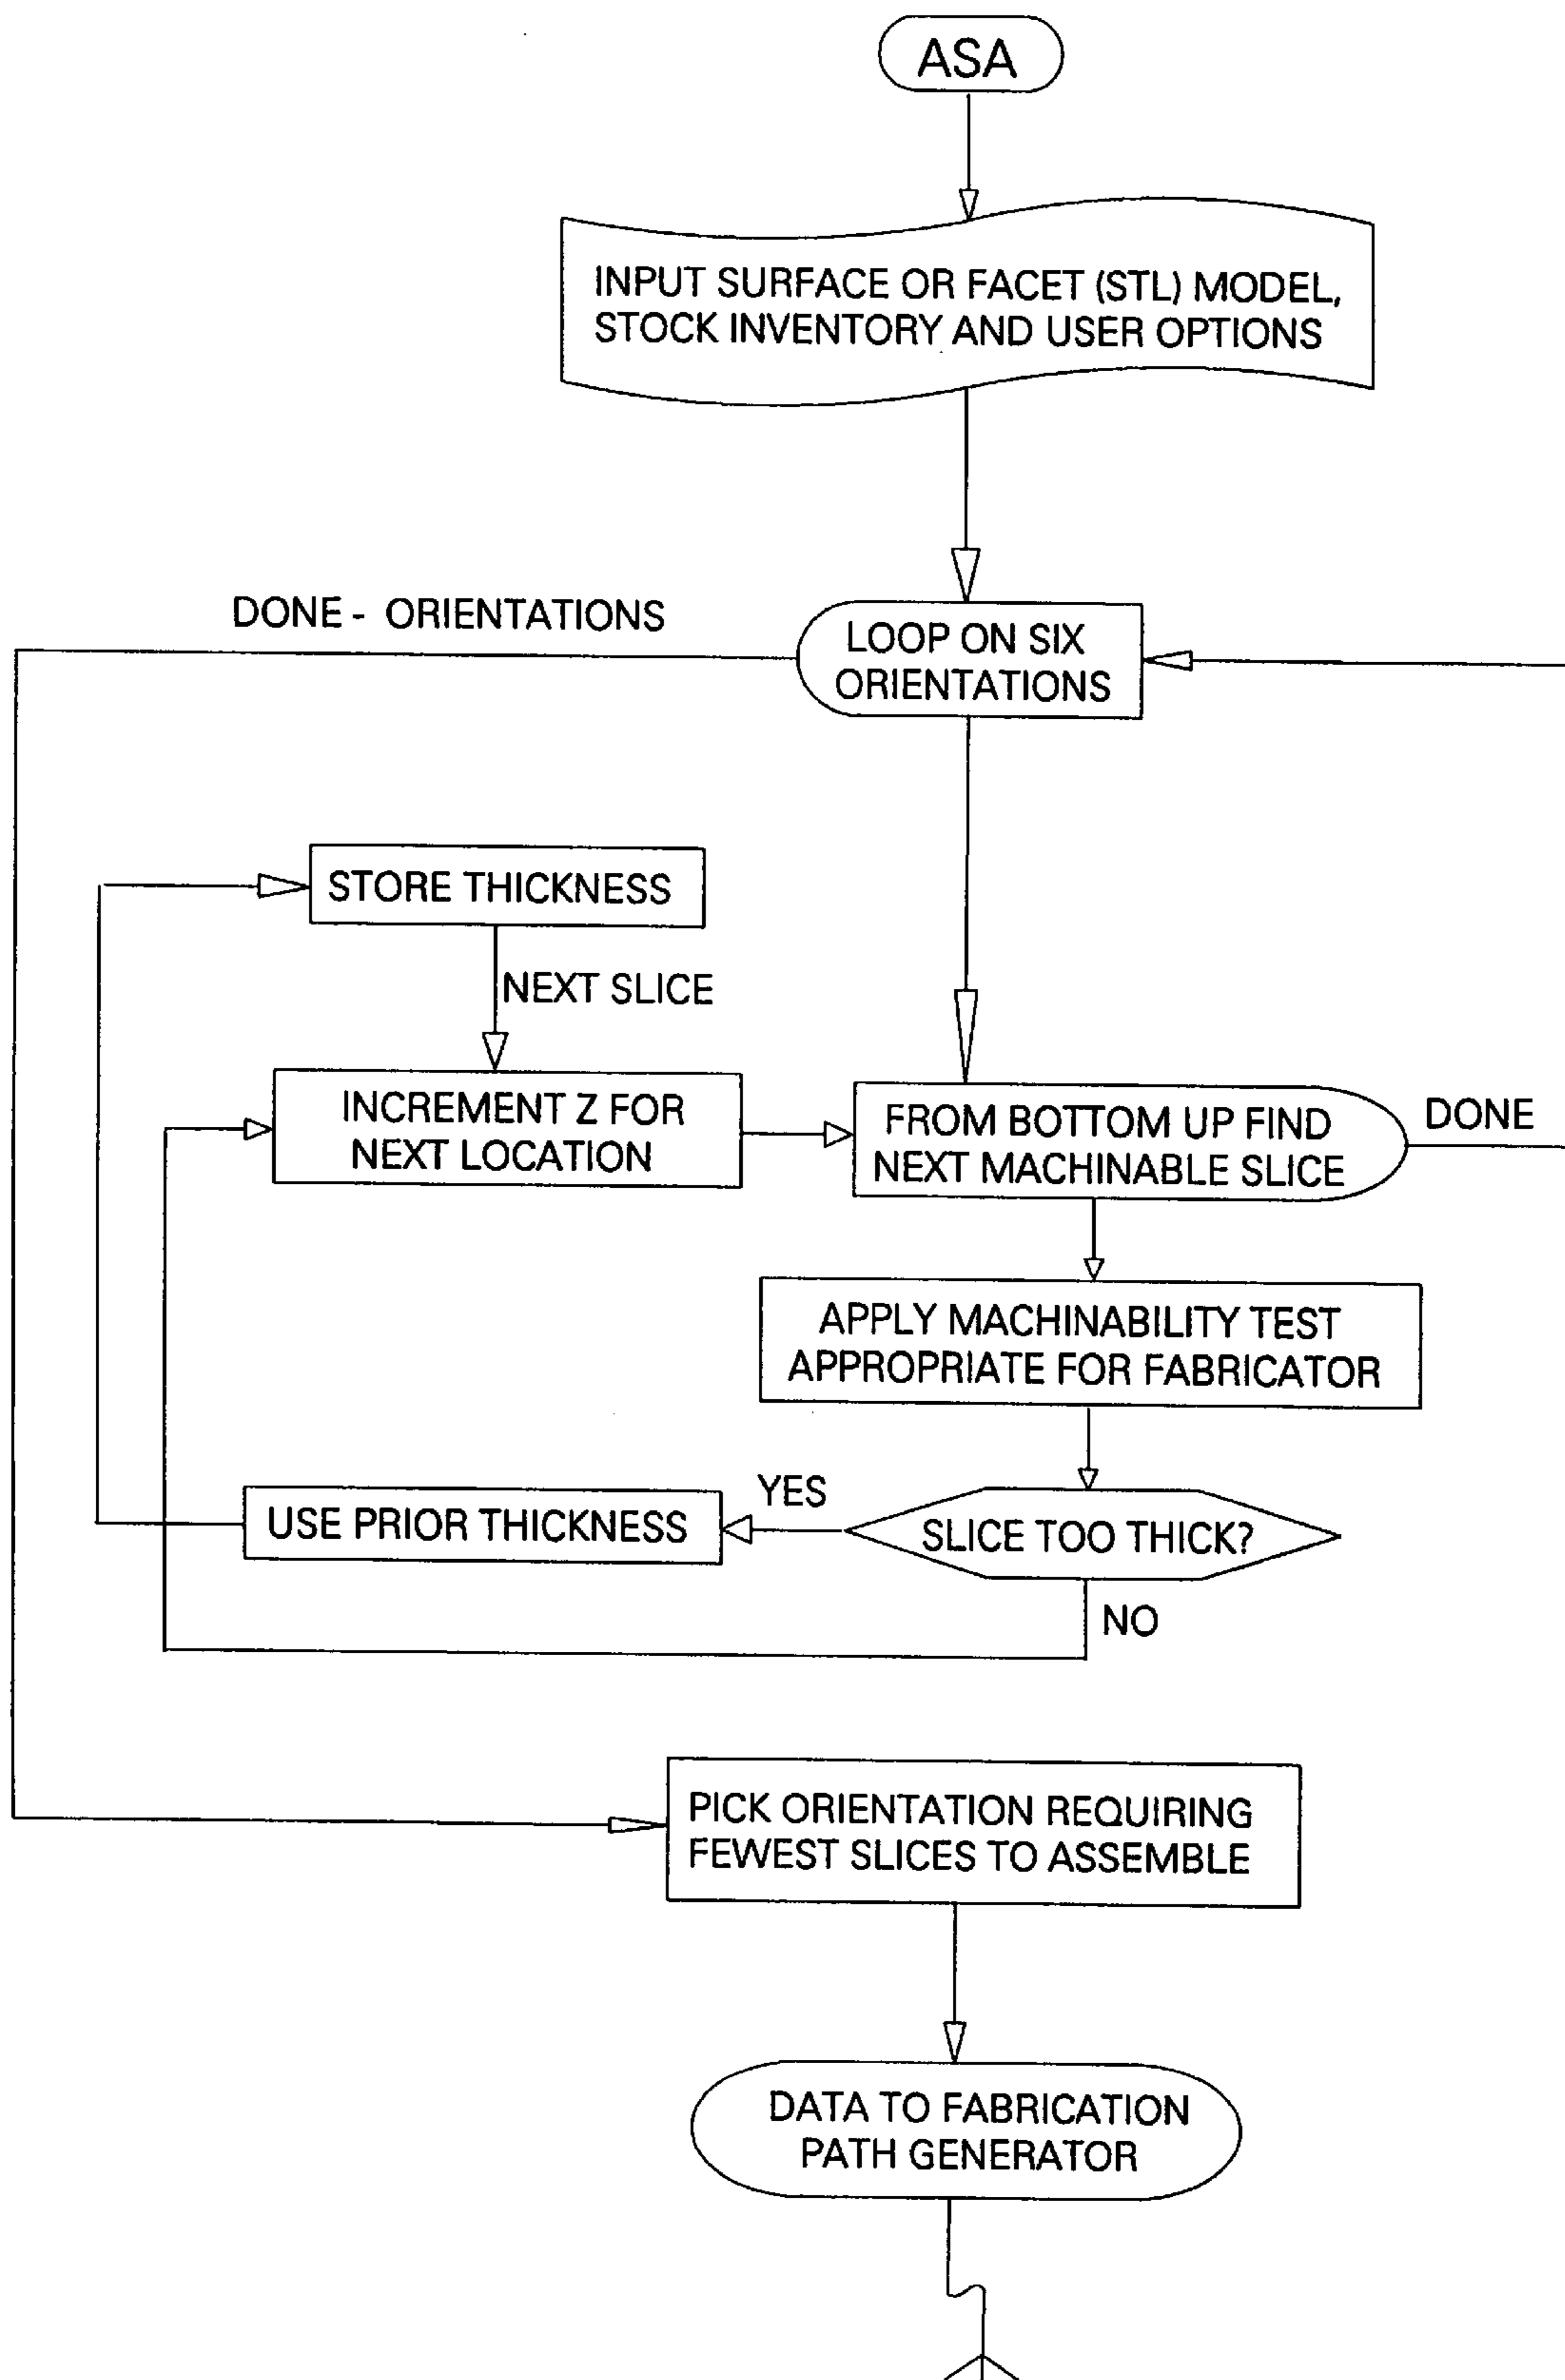 ASA
INPUT SURFACE OR FACET (STL) MODEL,
STOCK INVENTORY AND USER OPTIONS
DONE - ORIENTATIONS
LOOP ON SIX
ORIENTATIONS
STORE THICKNESS
NEXT SLICE
INCREMENT Z FOR
NEXT LOCATION
FROM BOTTOM UP FIND
NEXT MACHINABLE SLICE
DONE
APPLY MACHINABILITY TEST
APPROPRIATE FOR FABRICATOR
YES
USE PRIOR THICKNESS
SLICE TOO THICK?
NO
PICK ORIENTATION REQUIRING
FEWEST SLICES TO ASSEMBLE
DATA TO FABRICATION
PATH GENERATOR